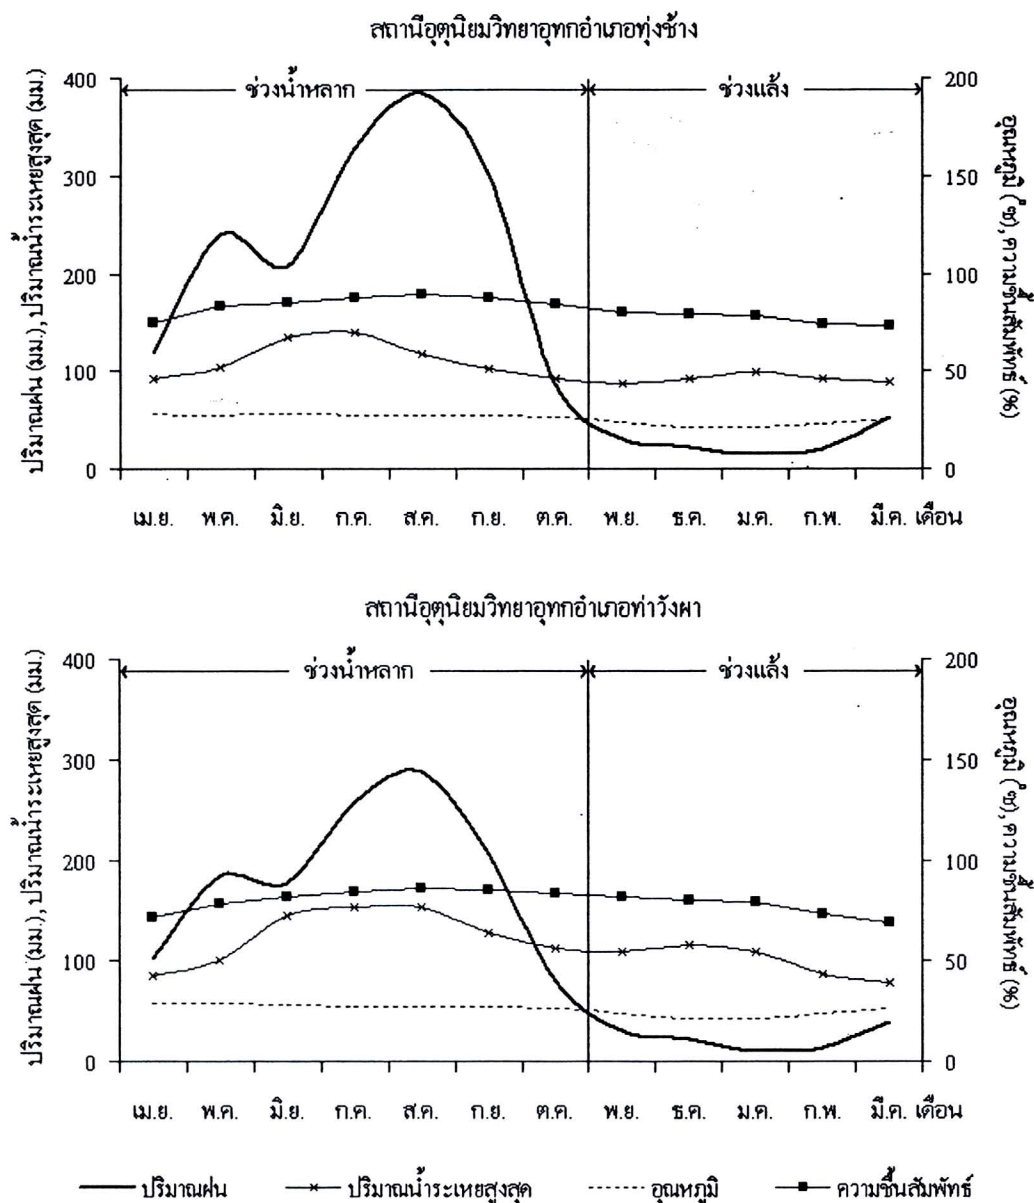 สถานีอุตุนิยมวิทยาอุทกอำเภอทุ่งช้าง
ช่วงน้ำหลาก ช่วงแล้ง
ปริมาณฝน (มม.), ปริมาณน้ำระเหยสูงสุด (มม.)
400
300
200
100
0
200
150
100
50
0
อุณหภูมิ (°ซ), ความชื้นสัมพัทธ์ (%)
เม.ย. พ.ค. มิ.ย. ก.ค. ส.ค. ก.ย. ต.ค. พ.ย. ธ.ค. ม.ค. ก.พ. มี.ค. เดือน
สถานีอุตุนิยมวิทยาอุทกอำเภอท่าวังผา
ช่วงน้ำหลาก ช่วงแล้ง
ปริมาณฝน (มม.), ปริมาณน้ำระเหยสูงสุด (มม.)
400
300
200
100
0
200
150
100
50
0
อุณหภูมิ (°ซ), ความชื้นสัมพัทธ์ (%)
เม.ย. พ.ค. มิ.ย. ก.ค. ส.ค. ก.ย. ต.ค. พ.ย. ธ.ค. ม.ค. ก.พ. มี.ค. เดือน
ปริมาณฝน ปริมาณน้ำระเหยสูงสุด อุณหภูมิ ความชื้นสัมพัทธ์